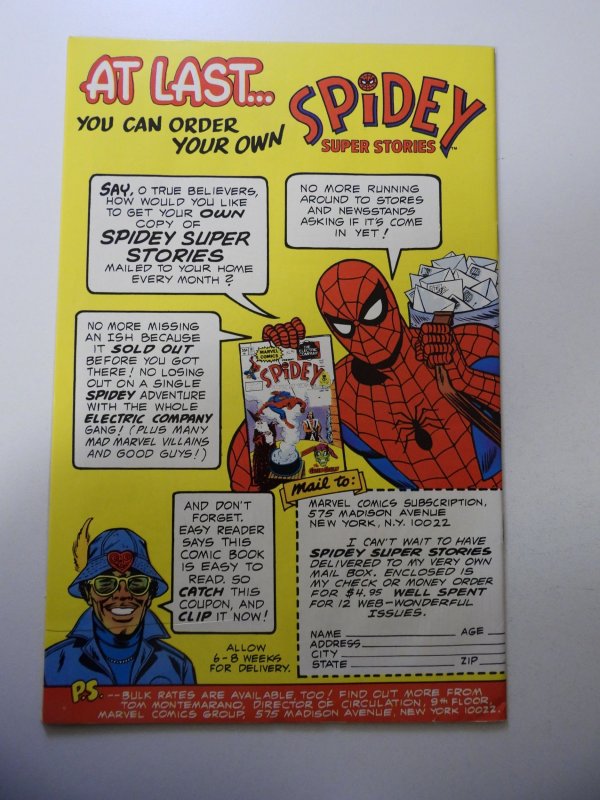 AT LAST...
YOU CAN ORDER
YOUR OWN
SPIDEY
SUPER STORIES™
SAY, O TRUE BELIEVERS,
HOW WOULD YOU LIKE
TO GET YOUR OWN
COPY OF
SPIDEY SUPER
STORIES
MAILED TO YOUR HOME
EVERY MONTH?
NO MORE RUNNING
AROUND TO STORES
AND NEWSSTANDS
ASKING IF IT'S COME
IN YET!
NO MORE MISSING
AN ISH BECAUSE
IT SOLD OUT
BEFORE YOU GOT
THERE! NO LOSING
OUT ON A SINGLE
SPIDEY ADVENTURE
WITH THE WHOLE
ELECTRIC COMPANY
GANG! (PLUS MANY
MAD MARVEL VILLAINS
AND GOOD GUYS!)
MARVEL
COMICS
SPIDEY
AND DON'T
FORGET,
EASY READER
SAYS THIS
COMIC BOOK
IS EASY TO
READ. SO
CATCH THIS
COUPON, AND
CLIP IT NOW!
ALLOW
6-8 WEEKS
FOR DELIVERY.
mail to:
MARVEL COMICS SUBSCRIPTION,
575 MADISON AVENUE
NEW YORK, N.Y. 10022
I CAN'T WAIT TO HAVE
SPIDEY SUPER STORIES
DELIVERED TO MY VERY OWN
MAIL BOX. ENCLOSED IS
MY CHECK OR MONEY ORDER
FOR $4.95 WELL SPENT
FOR 12 WEB-WONDERFUL
ISSUES.
NAME AGE
ADDRESS
CITY
STATE ZIP
P.S. --BULK RATES ARE AVAILABLE, TOO! FIND OUT MORE FROM
TOM MONTEMARANO, DIRECTOR OF CIRCULATION, 9th FLOOR,
MARVEL COMICS GROUP, 575 MADISON AVENUE, NEW YORK 10022.